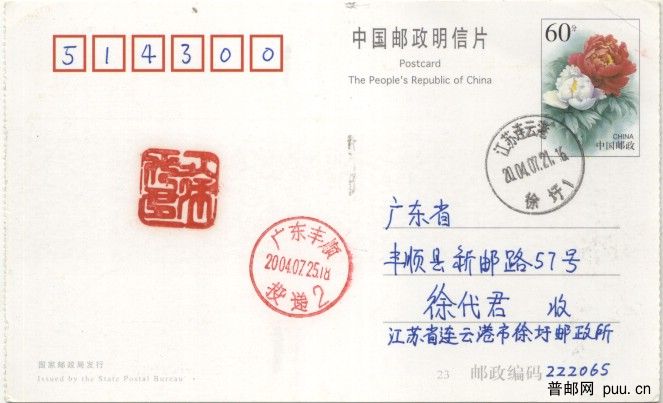 514300
中国邮政明信片
Postcard
The People's Republic of China
60分
CHINA
中国邮政
江苏连云港
2004.07.21.16
徐圩1
广东丰顺
2004.07.25.18
投递2
广东省
丰顺县新邮路57号
徐代君 收
江苏省连云港市徐圩邮政所
国家邮政局发行
Issued by the State Postal Bureau
23 邮政编码 222065
普邮网 puu.cn